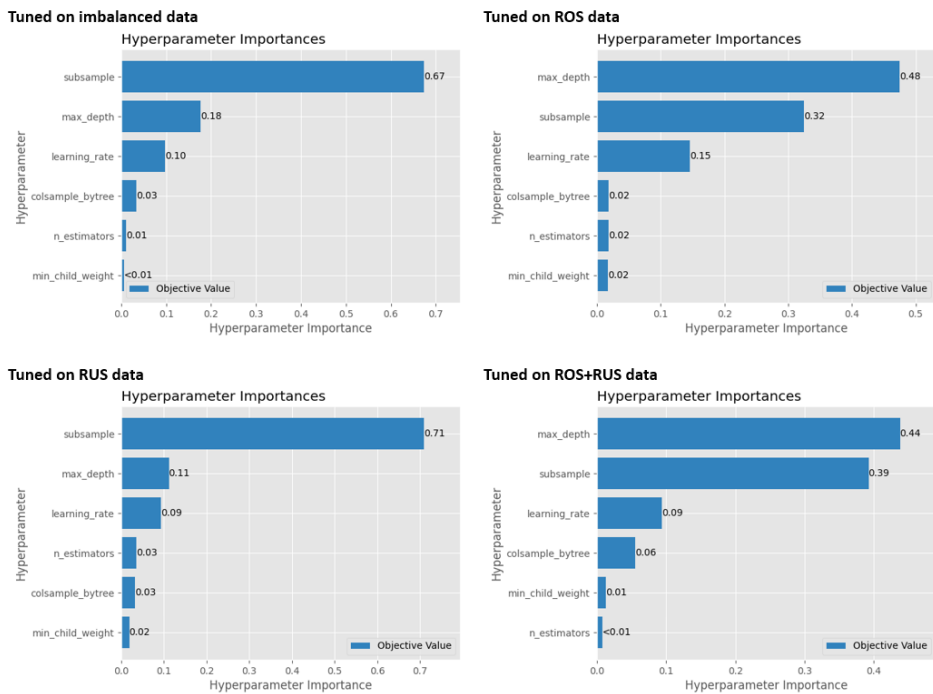 Tuned on imbalanced data
Hyperparameter Importances
Hyperparameter
subsample
0.67
max_depth
0.18
learning_rate
0.10
colsample_bytree
0.03
n_estimators
0.01
min_child_weight
<0.01
Objective Value
0.0 0.1 0.2 0.3 0.4 0.5 0.6 0.7
Hyperparameter Importance
Tuned on ROS data
Hyperparameter Importances
Hyperparameter
max_depth
0.48
subsample
0.32
learning_rate
0.15
colsample_bytree
0.02
n_estimators
0.02
min_child_weight
0.02
Objective Value
0.0 0.1 0.2 0.3 0.4 0.5
Hyperparameter Importance
Tuned on RUS data
Hyperparameter Importances
Hyperparameter
subsample
0.71
max_depth
0.11
learning_rate
0.09
n_estimators
0.03
colsample_bytree
0.03
min_child_weight
0.02
Objective Value
0.0 0.1 0.2 0.3 0.4 0.5 0.6 0.7
Hyperparameter Importance
Tuned on ROS+RUS data
Hyperparameter Importances
Hyperparameter
max_depth
0.44
subsample
0.39
learning_rate
0.09
colsample_bytree
0.06
min_child_weight
0.01
n_estimators
<0.01
Objective Value
0.0 0.1 0.2 0.3 0.4
Hyperparameter Importance